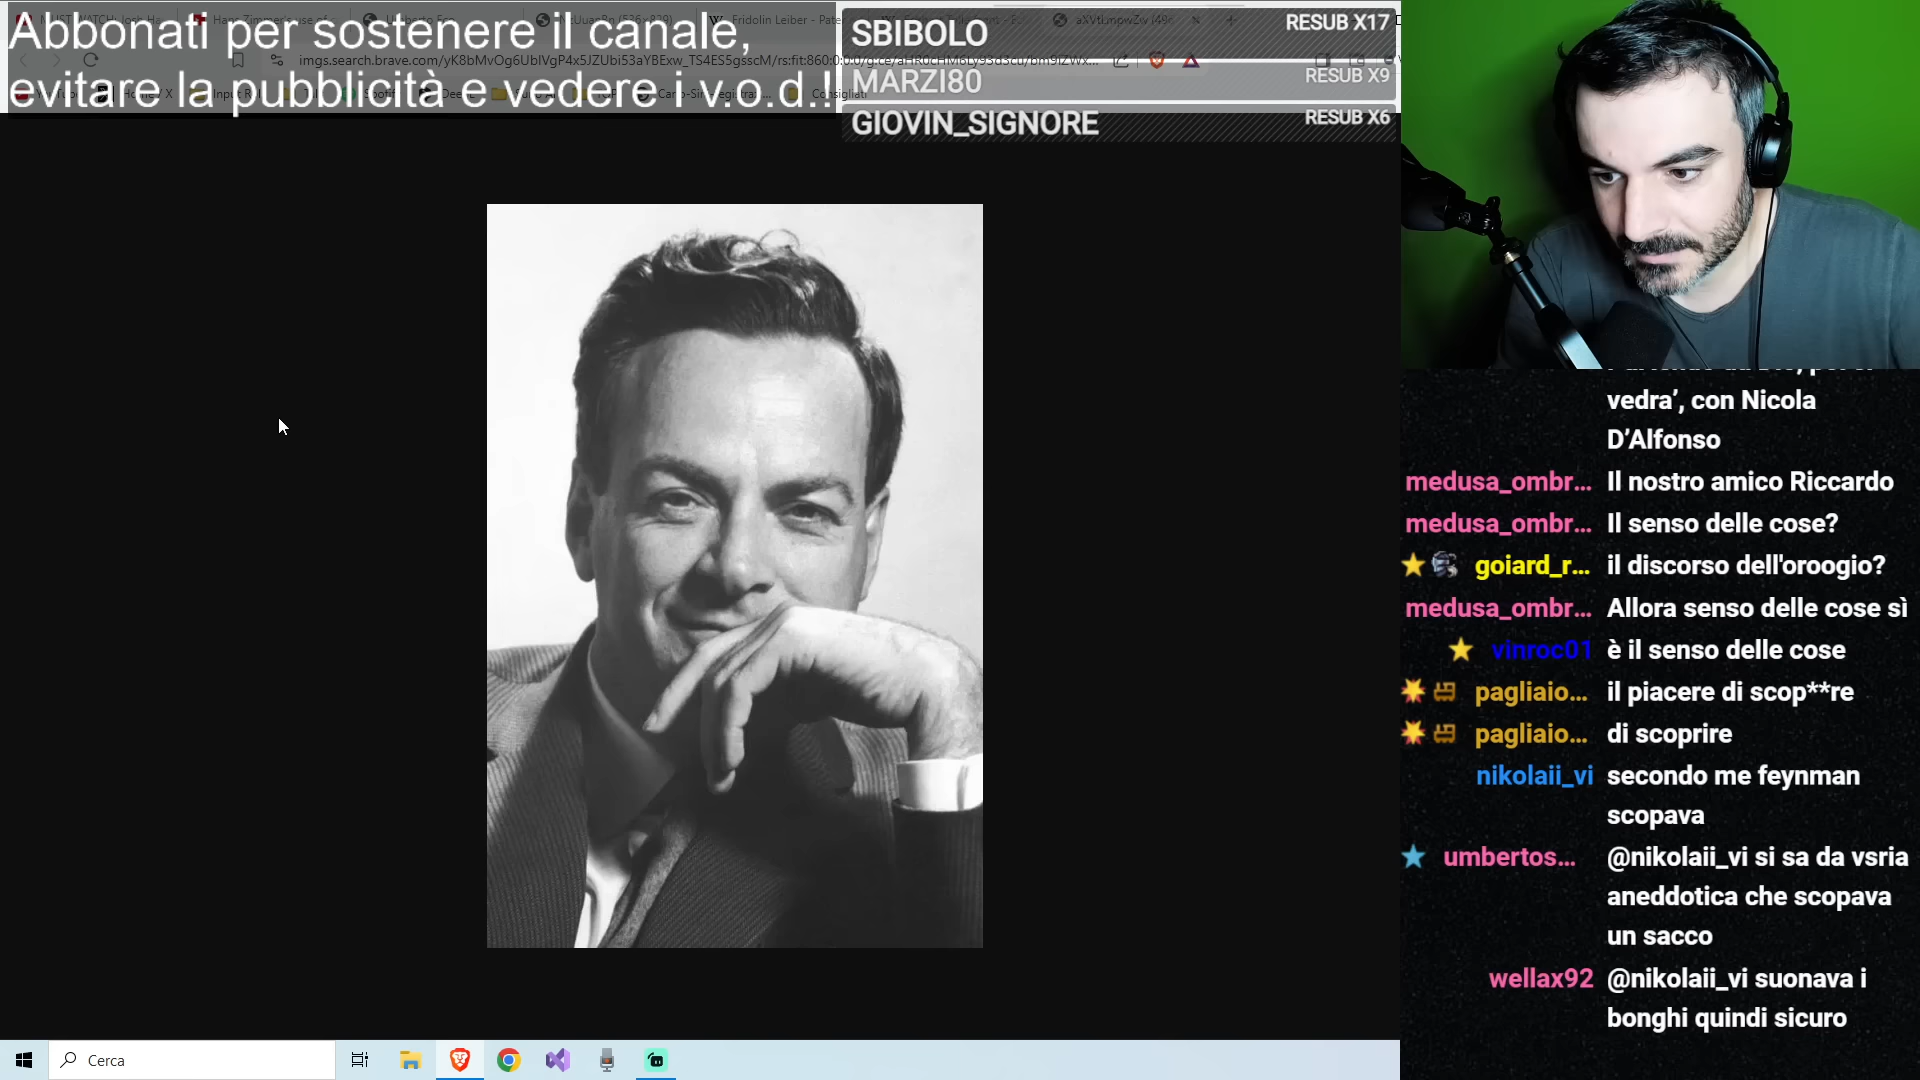 Abbonati per sostenere il canale,
evitare la pubblicità e vedere i v.o.d.!!
SBIBOLO
RESUB X17
MARZI80
RESUB X9
GIOVIN_SIGNORE
RESUB X6
vedra’, con Nicola
D’Alfonso
medusa_ombr... Il nostro amico Riccardo
medusa_ombr... Il senso delle cose?
goiard_r... il discorso dell'oroogio?
medusa_ombr... Allora senso delle cose sì
vinroc01 è il senso delle cose
pagliaio... il piacere di scop**re
pagliaio... di scoprire
nikolaii_vi secondo me feynman
scopava
umbertos... @nikolaii_vi si sa da vsria
aneddotica che scopava
un sacco
wellax92 @nikolaii_vi suonava i
bonghi quindi sicuro
Cerca